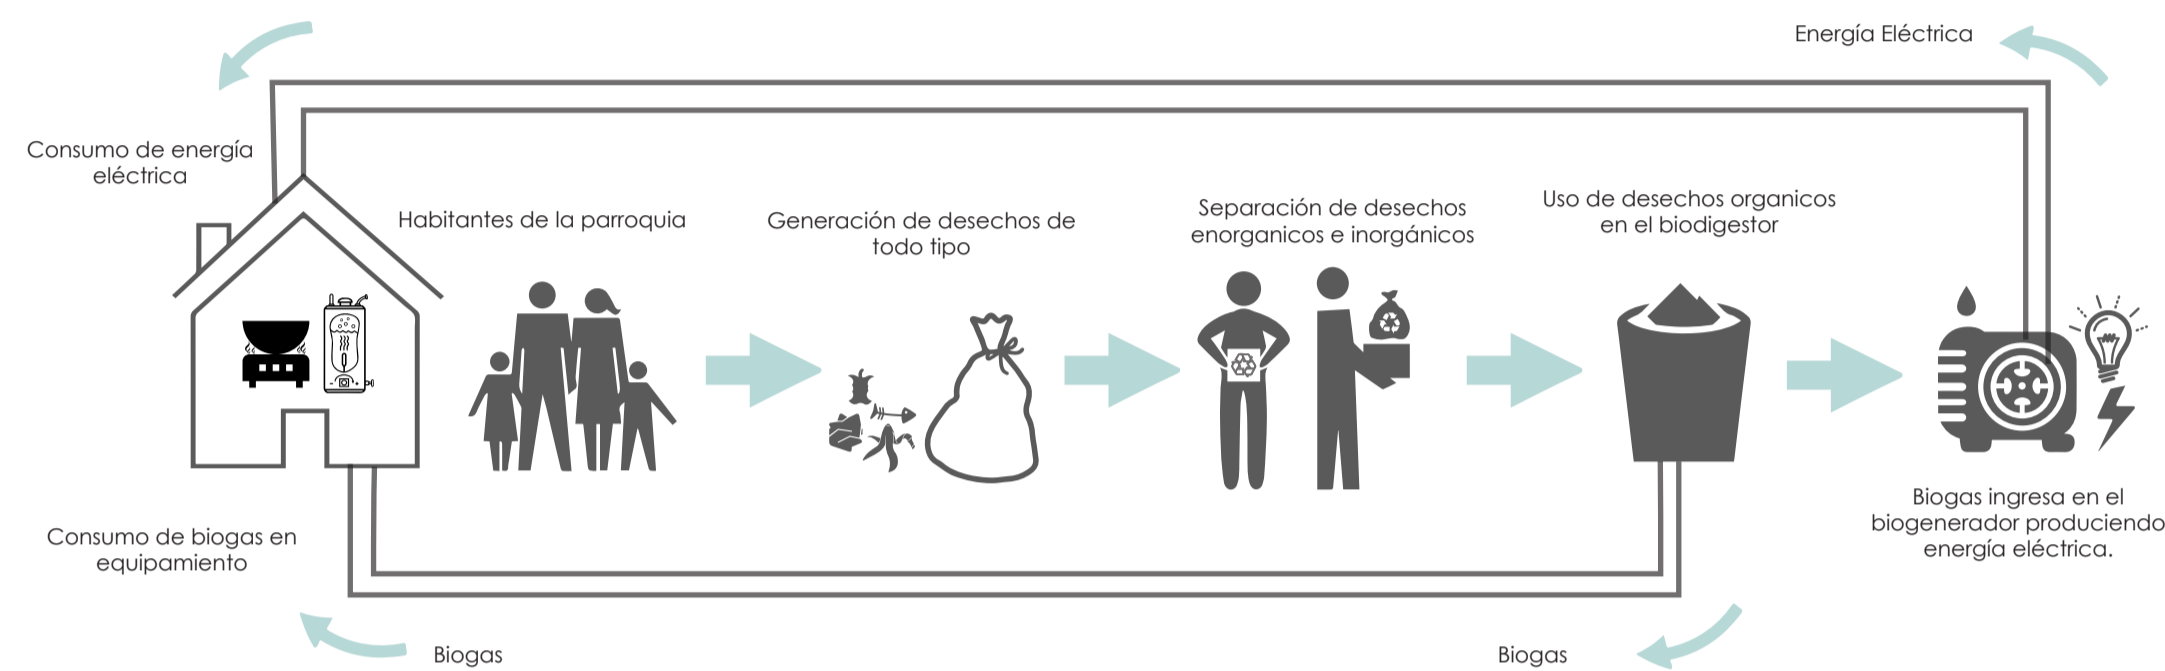 Energía Eléctrica
Consumo de energía
eléctrica
Habitantes de la parroquia
Generación de desechos de
todo tipo
Separación de desechos
enorganicos e inorgánicos
Uso de desechos organicos
en el biodigestor
Biogas ingresa en el
biogenerador produciendo
energía eléctrica.
Consumo de biogas en
equipamiento
Biogas
Biogas